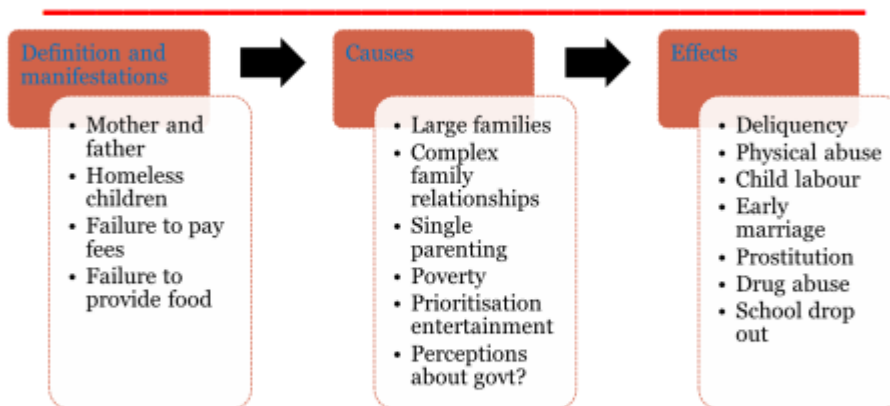 Definition and
manifestations
• Mother and
father
• Homeless
children
• Failure to pay
fees
• Failure to
provide food
Causes
• Large families
• Complex
family
relationships
• Single
parenting
• Poverty
• Prioritisation
entertainment
• Perceptions
about govt?
Effects
• Deliquency
• Physical abuse
• Child labour
• Early
marriage
• Prostitution
• Drug abuse
• School drop
out